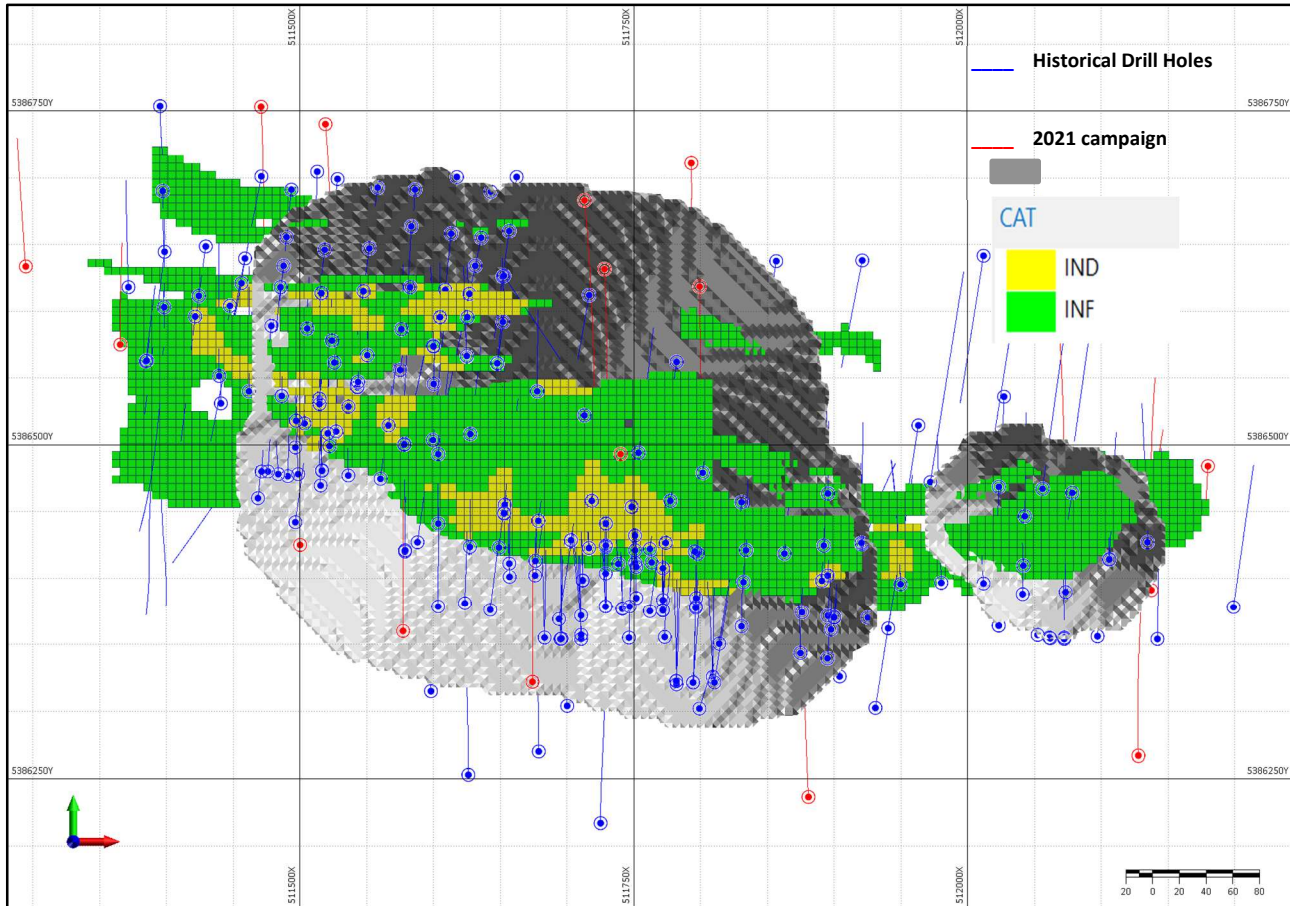 511500X
511750X
512000X
Historical Drill Holes
5386750Y
5386750Y
2021 campaign
CAT
IND
INF
5386500Y
5386500Y
5386250Y
5386250Y
511500X
511750X
512000X
20 0 20 40 60 80